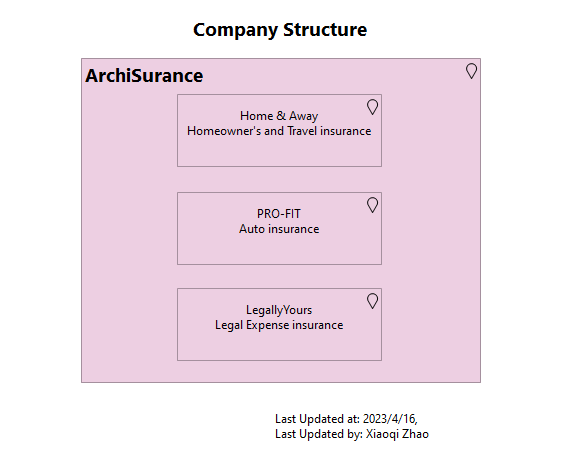 Company Structure
ArchiSurance
Home & Away
Homeowner's and Travel insurance
PRO-FIT
Auto insurance
LegallyYours
Legal Expense insurance
Last Updated at: 2023/4/16,
Last Updated by: Xiaoqi Zhao